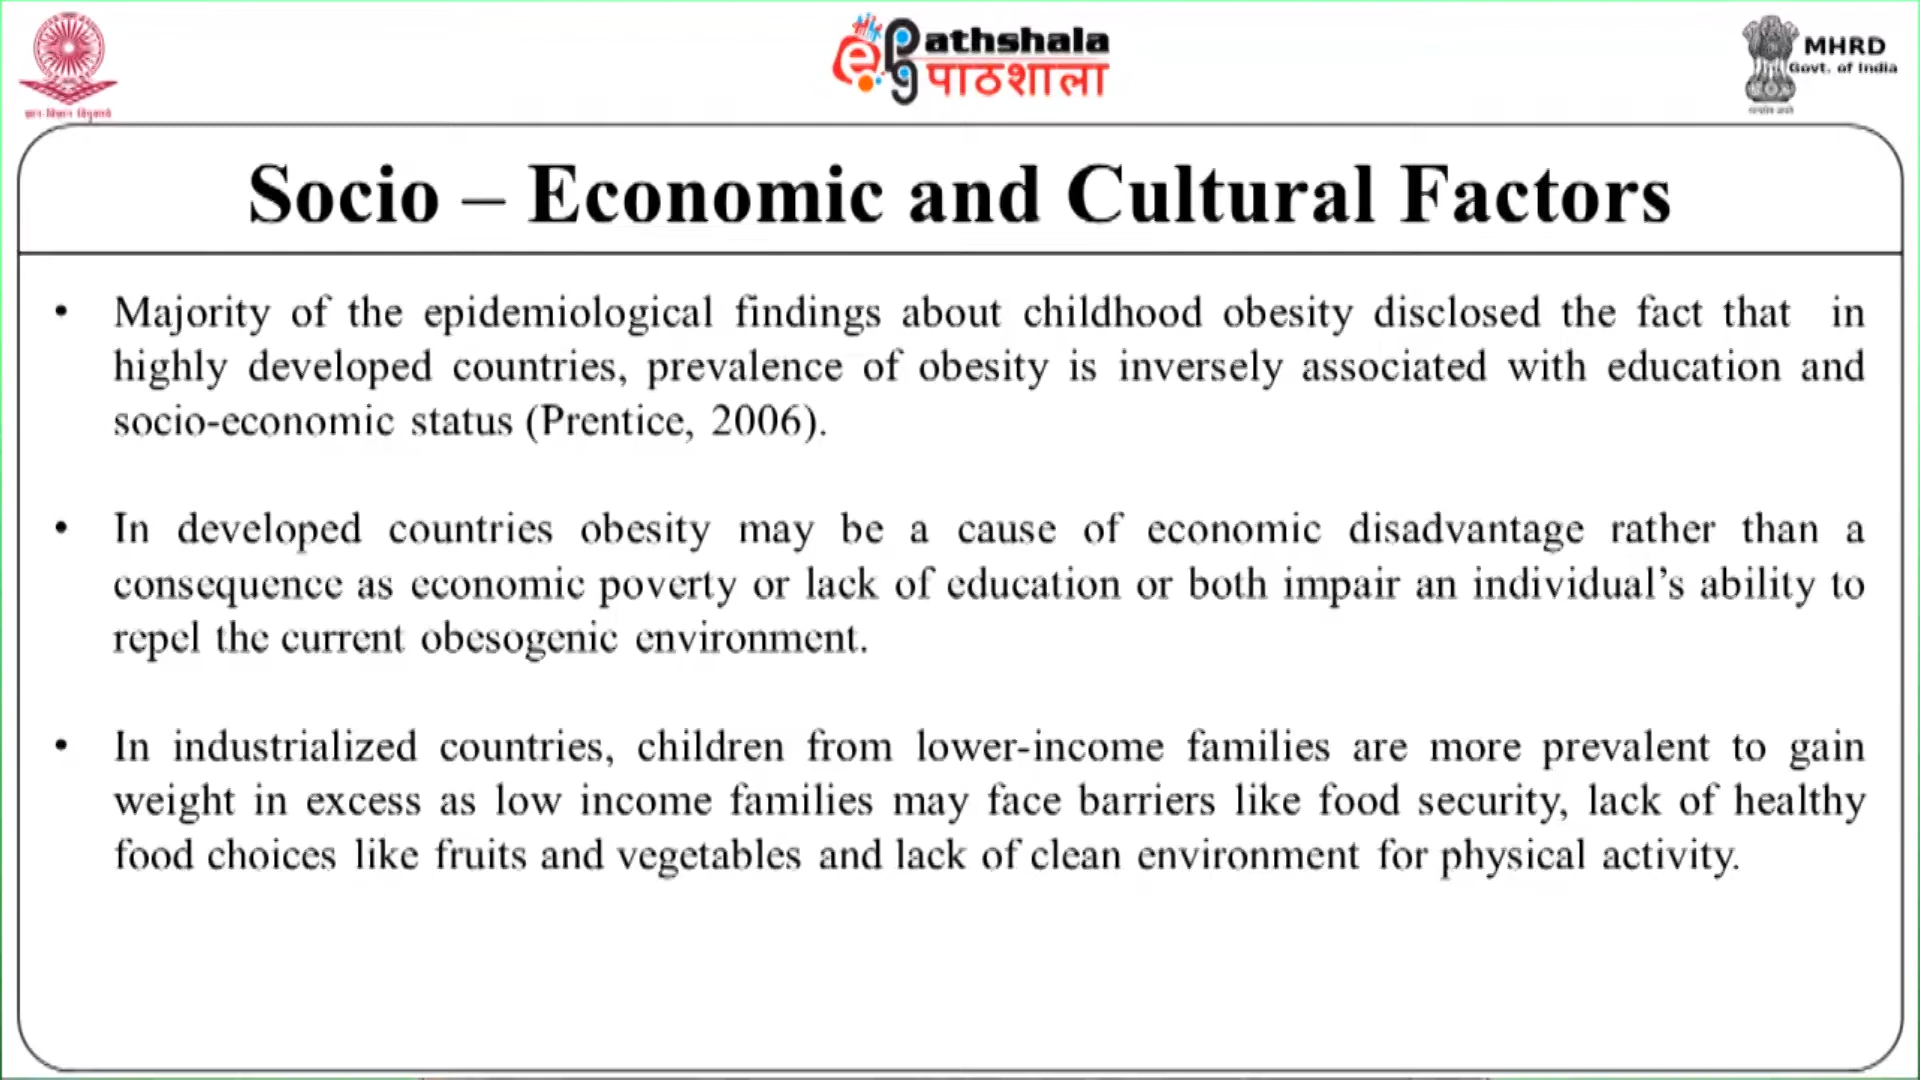 ज्ञान-विज्ञान विमुक्तये
ePg Pathshala
पाठशाला
MHRD
Govt. of India
सत्यमेव जयते
Socio – Economic and Cultural Factors
• Majority of the epidemiological findings about childhood obesity disclosed the fact that in
highly developed countries, prevalence of obesity is inversely associated with education and
socio-economic status (Prentice, 2006).
• In developed countries obesity may be a cause of economic disadvantage rather than a
consequence as economic poverty or lack of education or both impair an individual’s ability to
repel the current obesogenic environment.
• In industrialized countries, children from lower-income families are more prevalent to gain
weight in excess as low income families may face barriers like food security, lack of healthy
food choices like fruits and vegetables and lack of clean environment for physical activity.